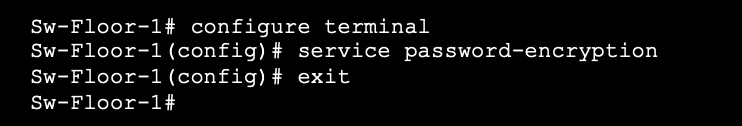 Sw-Floor-1# configure terminal
Sw-Floor-1(config)# service password-encryption
Sw-Floor-1(config)# exit
Sw-Floor-1#